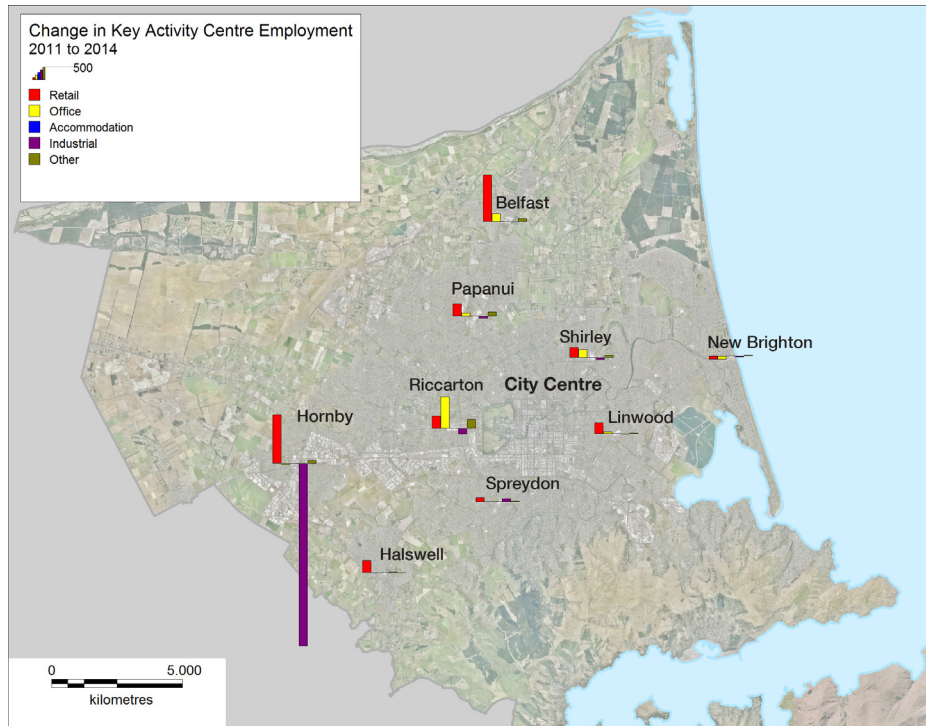 Change in Key Activity Centre Employment
2011 to 2014
500
Retail
Office
Accommodation
Industrial
Other
Belfast
Papanui
Shirley
New Brighton
Riccarton
City Centre
Hornby
Linwood
Spreydon
Halswell
0 5.000
kilometres